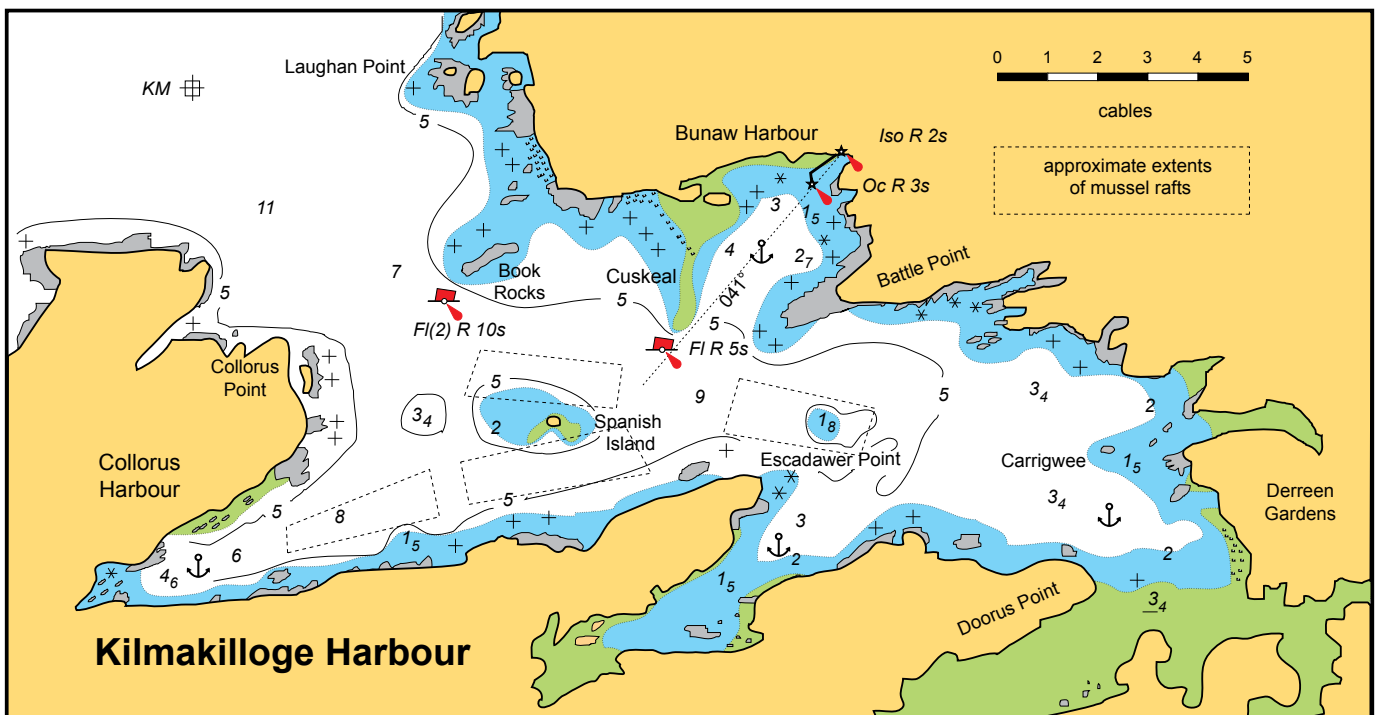 0 1 2 3 4 5
cables
Laughan Point
KM
5
Bunaw Harbour
Iso R 2s
approximate extents
of mussel rafts
Oc R 3s
11
3
1₅
4
2₇
7
5
Book
Rocks
Cuskeal
041°
Battle Point
5
5
Fl(2) R 10s
Fl R 5s
Collorus
Point
5
3₄
2
Spanish
Island
9
1₈
5
3₄
2
Collorus
Harbour
Escadawer Point
Carrigwee
1₅
5
8
5
3
3₄
Derreen
Gardens
6
4₆
1₅
2
2
1₅
Doorus Point
3₄
Kilmakilloge Harbour